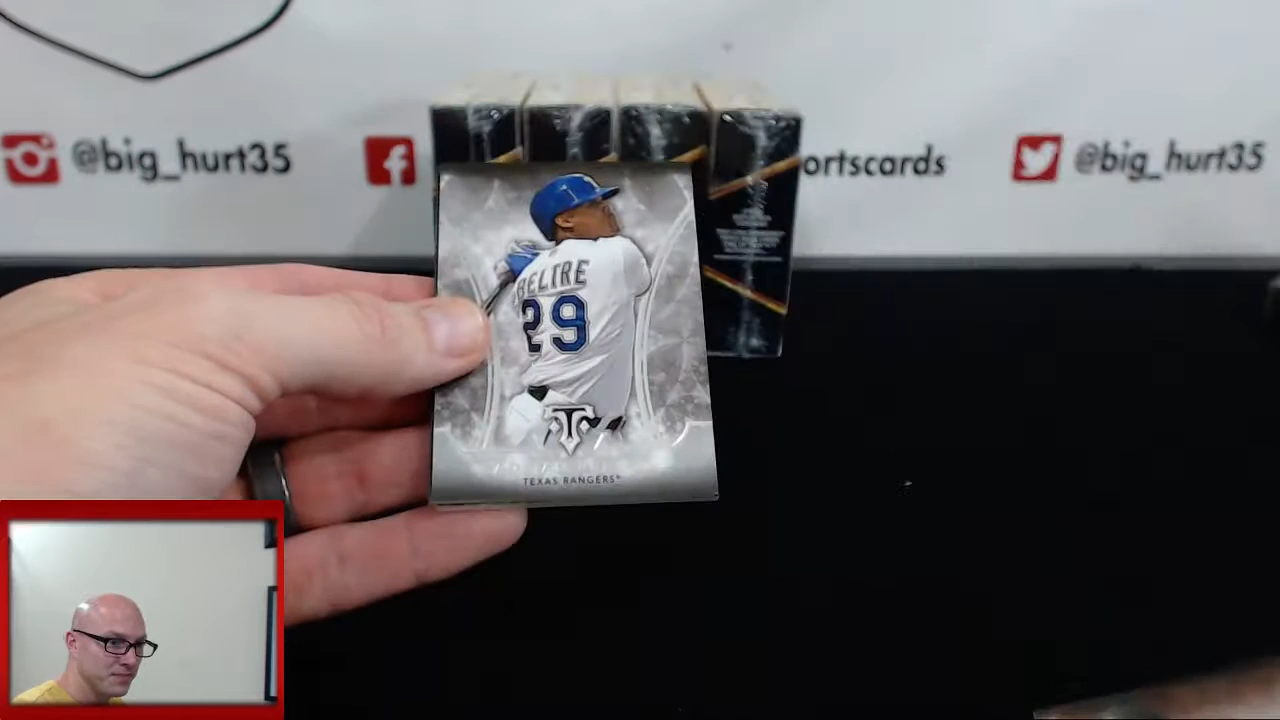 @big_hurt35
ortscards
@big_hurt35
BELTRE
29
T
TEXAS RANGERS®